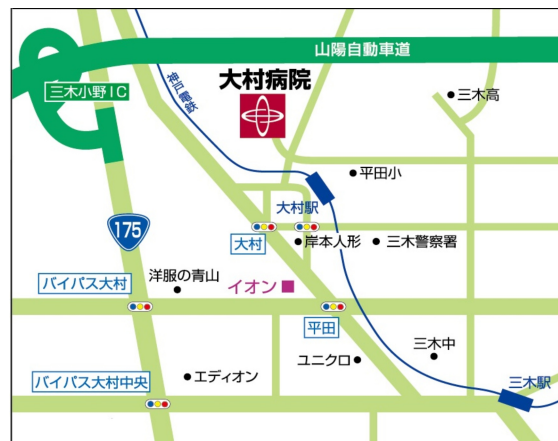 山陽自動車道
三木小野IC
神戸電鉄
大村病院
三木高
平田小
大村駅
175
大村
岸本人形
三木警察署
バイパス大村
洋服の青山
イオン
平田
ユニクロ
三木中
バイパス大村中央
エディオン
三木駅